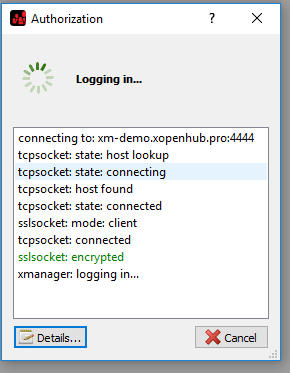 Authorization
Logging in...
connecting to: xm-demo.xopenhub.pro:4444
tcpsocket: state: host lookup
tcpsocket: state: connecting
tcpsocket: host found
tcpsocket: state: connected
sslsocket: mode: client
tcpsocket: connected
sslsocket: encrypted
xmanager: logging in...
Details...
Cancel